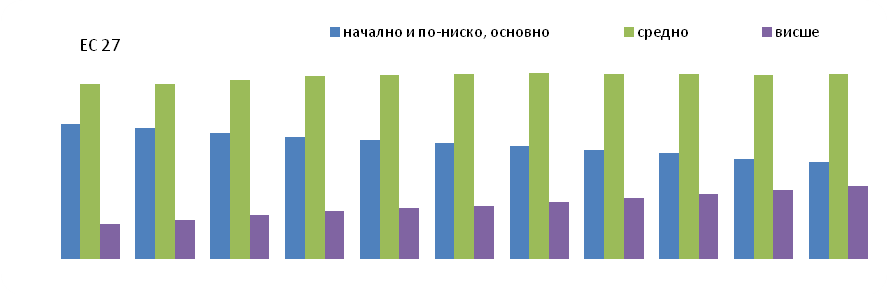 начално и по-ниско, основно
средно
висше
ЕС 27